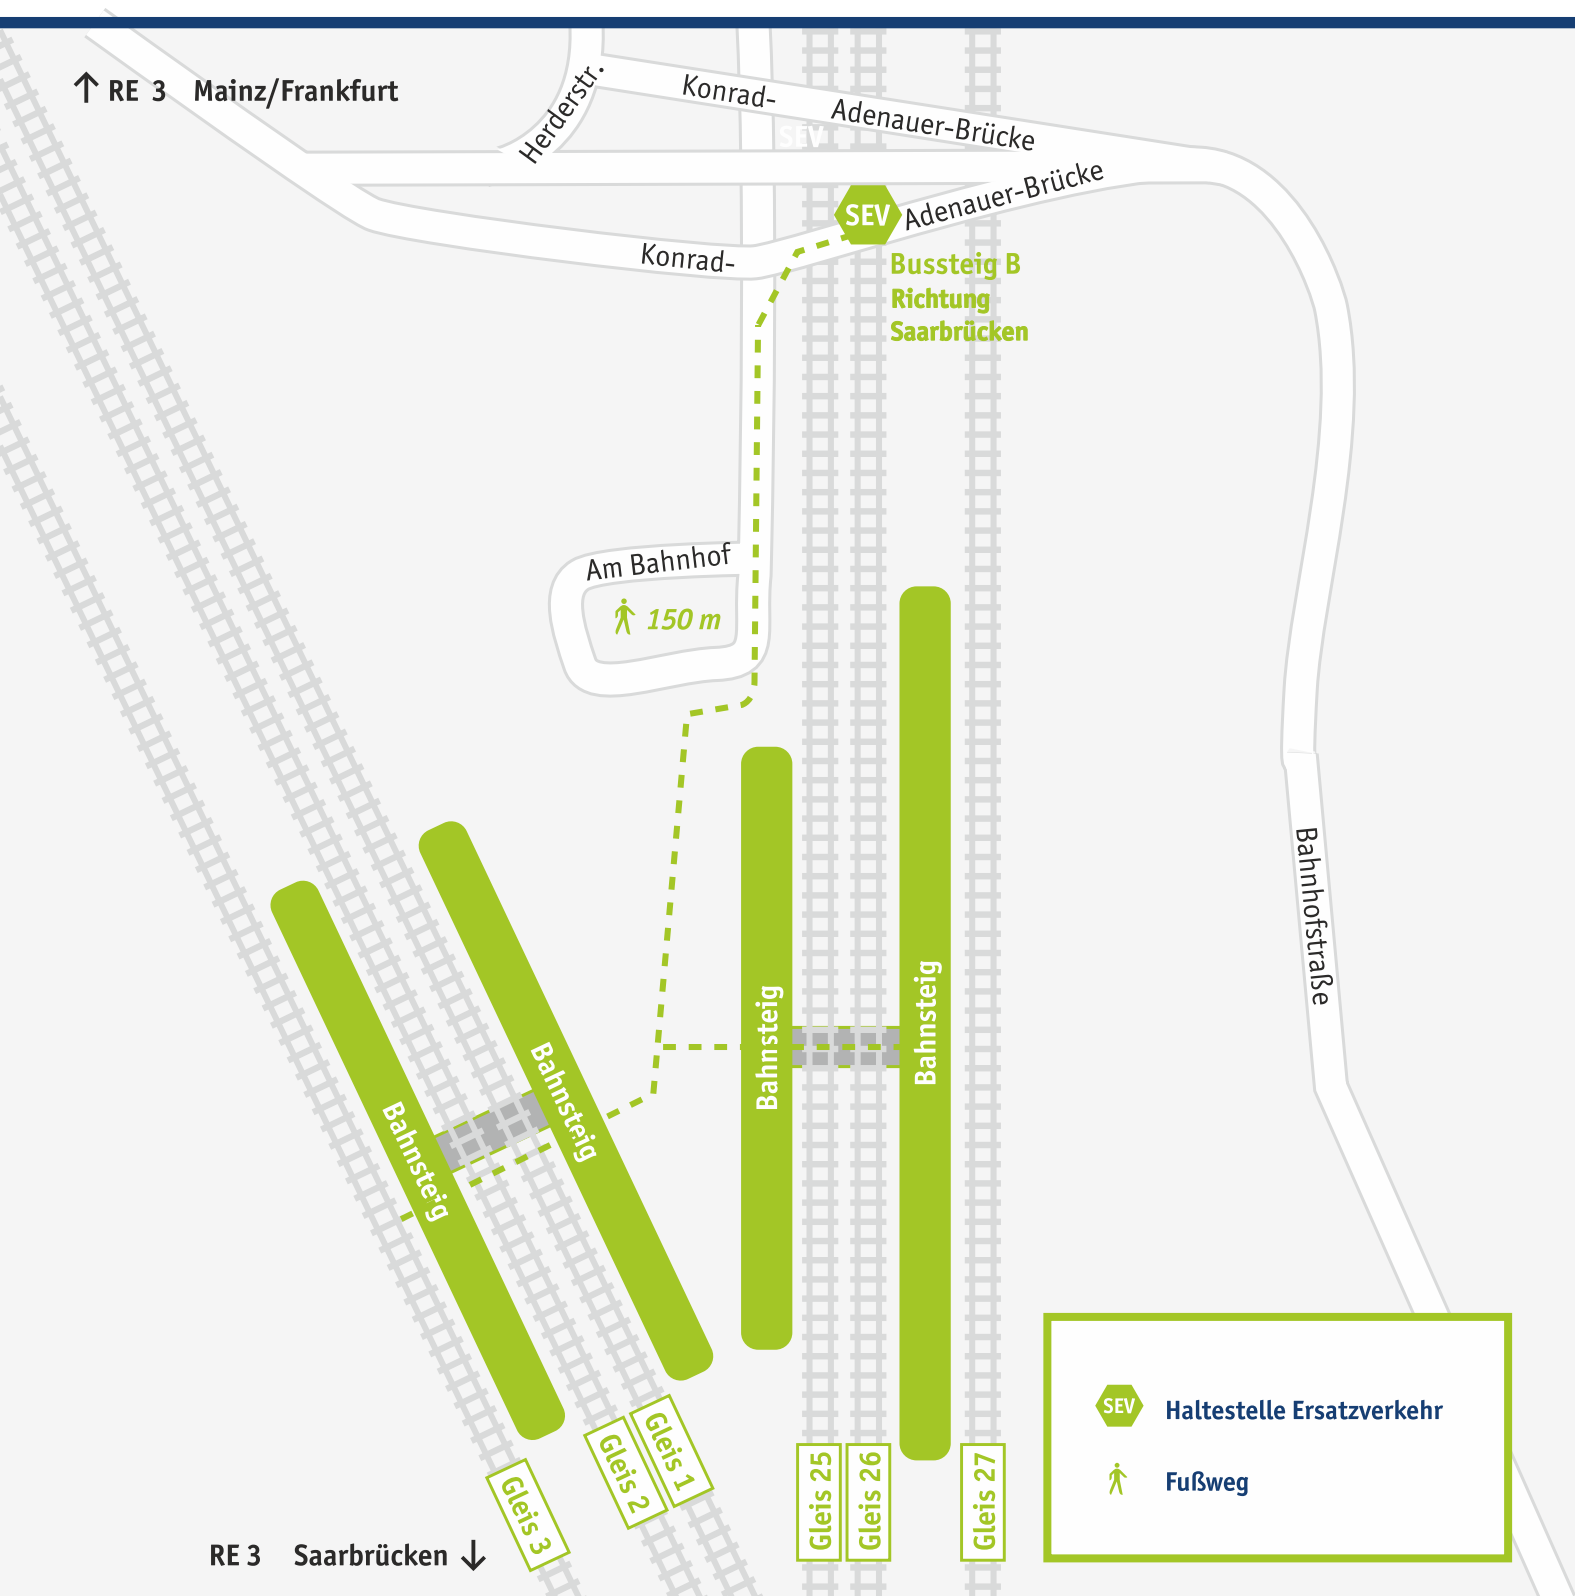 RE 3 Mainz/Frankfurt
Herderstr.
Konrad-
Adenauer-Brücke
SEV
SEV
Adenauer-Brücke
Konrad-
Bussteig B
Richtung
Saarbrücken
Am Bahnhof
150 m
Bahnhofstraße
Bahnsteig
Bahnsteig
Bahnsteig
Bahnsteig
Gleis 3
Gleis 2
Gleis 1
Gleis 25
Gleis 26
Gleis 27
SEV Haltestelle Ersatzverkehr
Fußweg
RE 3 Saarbrücken